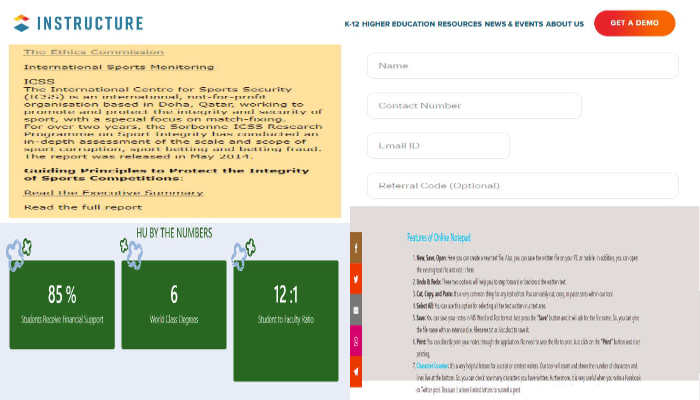 INSTRUCTURE
K-12 HIGHER EDUCATION RESOURCES NEWS & EVENTS ABOUT US
GET A DEMO
The Ethics Commission
International Sports Monitoring
ICSS
The International Centre for Sports Security
(ICSS) is an international, not-for-profit
organisation based in Doha, Qatar, working to
promote and protect the integrity and security of
sport, with a special focus on match-fixing.
For over two years, the Sorbonne ICSS Research
Programme on Sport Integrity has conducted an
in-depth assessment of the scale and scope of
sport corruption, sport betting and betting fraud.
The report was released in May 2014.
Guiding Principles to Protect the Integrity
of Sports Competitions:
Read the Executive Summary
Read the full report
Name
Contact Number
Email ID
Referral Code (Optional)
HU BY THE NUMBERS
85 %
Students Receive Financial Support
6
World Class Degrees
12 :1
Student to Faculty Ratio
Features of Online Notepad
1. New, Save, Open: Here you can create a new text file. Also, you can save the written file on your PC or mobile. In addition, you can open
the existing text file and edit it here.
2. Undo & Redo: These two options will help you to step forward or backward the written text.
3. Cut, Copy, and Paste: It's a very common thing for any text editor. You can easily cut, copy, or paste texts within our tool.
4. Select All: You can use this option for selecting all the written text in a text area.
5. Save: You can save your notes in MS Word and Text format. Just press the "Save" button and it will ask for the file name. So, you can give
the file name with an extension i.e. filename.txt or .doc/.docx to save it.
6. Print: You can directly print your notes through the application. No need to save the file to print. Just click on the "Print" button and start
printing.
7. Character Counter: It's a very helpful feature for a script or content writers. Our tool will count and show the number of characters and
lines live at the bottom. So, you can check how many characters you have written. Furthermore, it is very useful when you write a Facebook
or Twitter post. Because it allows limited letters to submit a post.